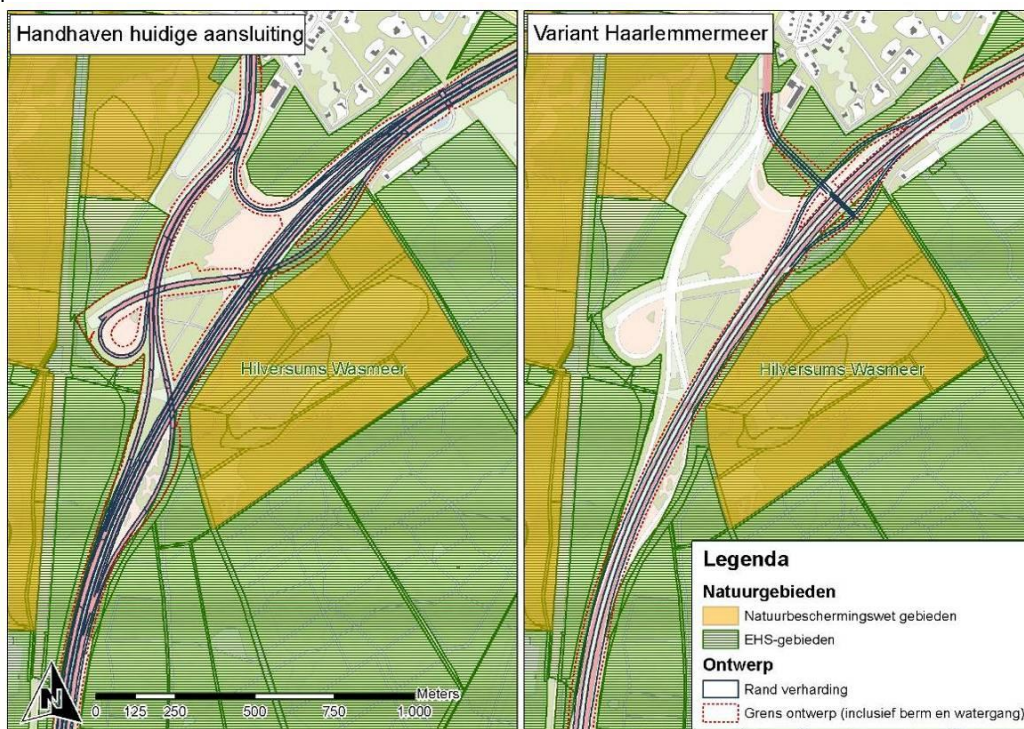 Handhaven huidige aansluiting
Variant Haarlemmermeer
Hilversums Wasmeer
Hilversums Wasmeer
N
Meters
0 125 250 500 750 1.000
Legenda
Natuurgebieden
Natuurbeschermingswet gebieden
EHS-gebieden
Ontwerp
Rand verharding
Grens ontwerp (inclusief berm en watergang)